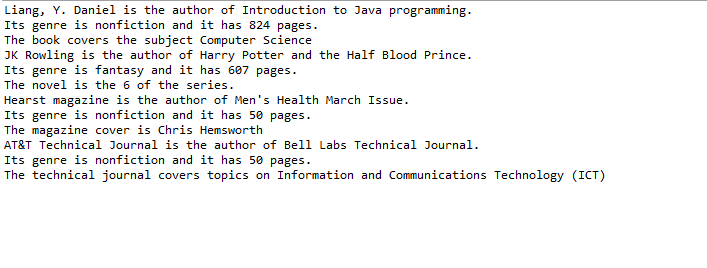 Liang, Y. Daniel is the author of Introduction to Java programming.
Its genre is nonfiction and it has 824 pages.
The book covers the subject Computer Science
JK Rowling is the author of Harry Potter and the Half Blood Prince.
Its genre is fantasy and it has 607 pages.
The novel is the 6 of the series.
Hearst magazine is the author of Men's Health March Issue.
Its genre is nonfiction and it has 50 pages.
The magazine cover is Chris Hemsworth
AT&T Technical Journal is the author of Bell Labs Technical Journal.
Its genre is nonfiction and it has 50 pages.
The technical journal covers topics on Information and Communications Technology (ICT)